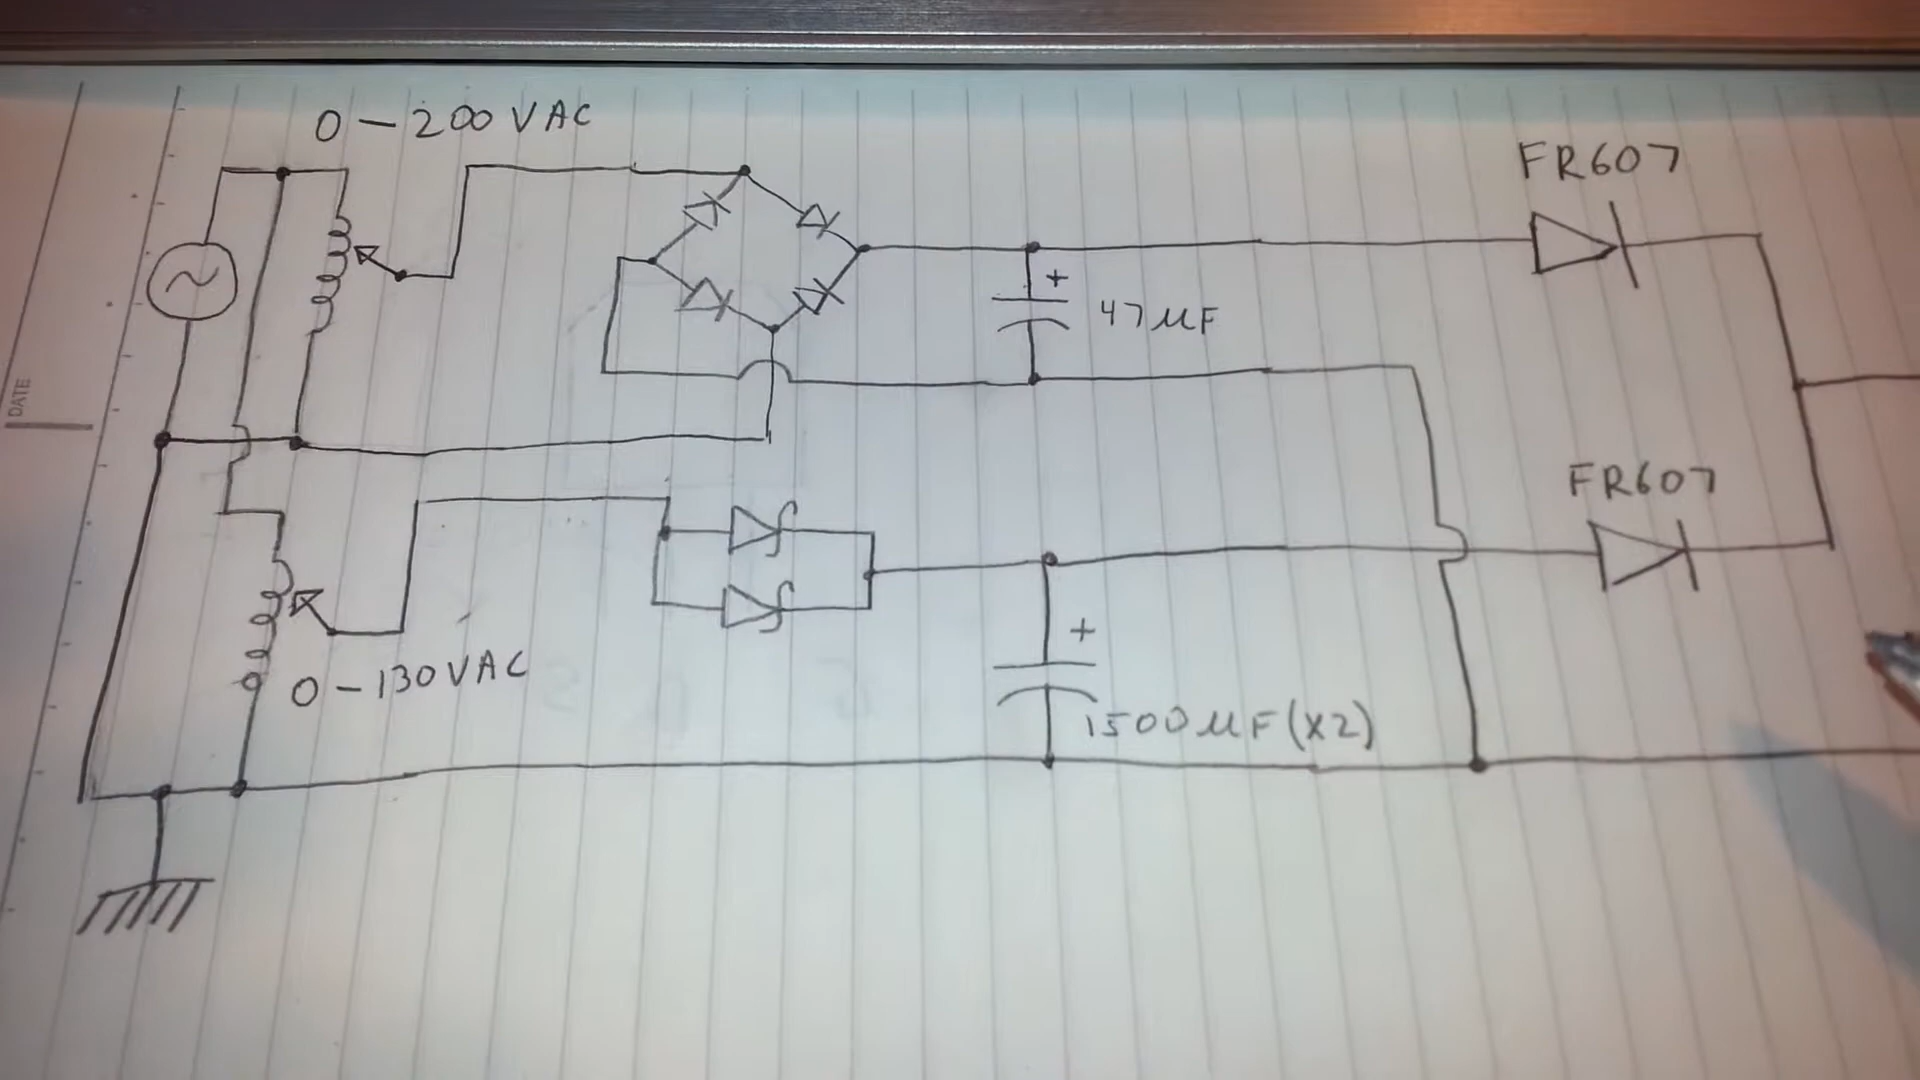 0-200 VAC
FR607
+
47µF
DATE
FR607
+
0-130VAC
1500µF(x2)